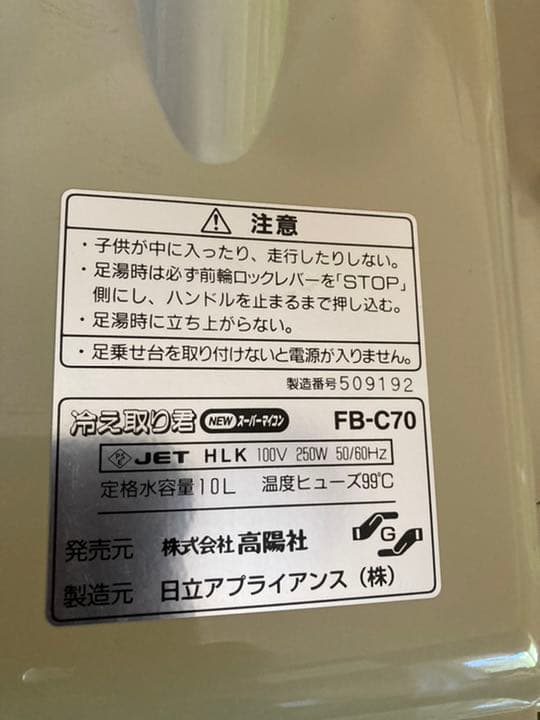 ⚠ 注意
・子供が中に入ったり、走行したりしない。
・足湯時は必ず前輪ロックレバーを「STOP」
側にし、ハンドルを止まるまで押し込む。
・足湯時に立ち上がらない。
・足乗せ台を取り付けないと電源が入りません。
製造番号 509192
冷え取り君 NEW スーパーマイコン FB-C70
PSE JET HLK 100V 250W 50/60Hz
定格水容量10L 温度ヒューズ99℃
発売元 株式会社 高陽社 G
製造元 日立アプライアンス（株）